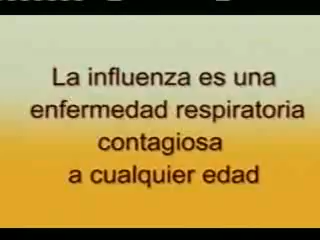 La influenza es una
enfermedad respiratoria
contagiosa
a cualquier edad